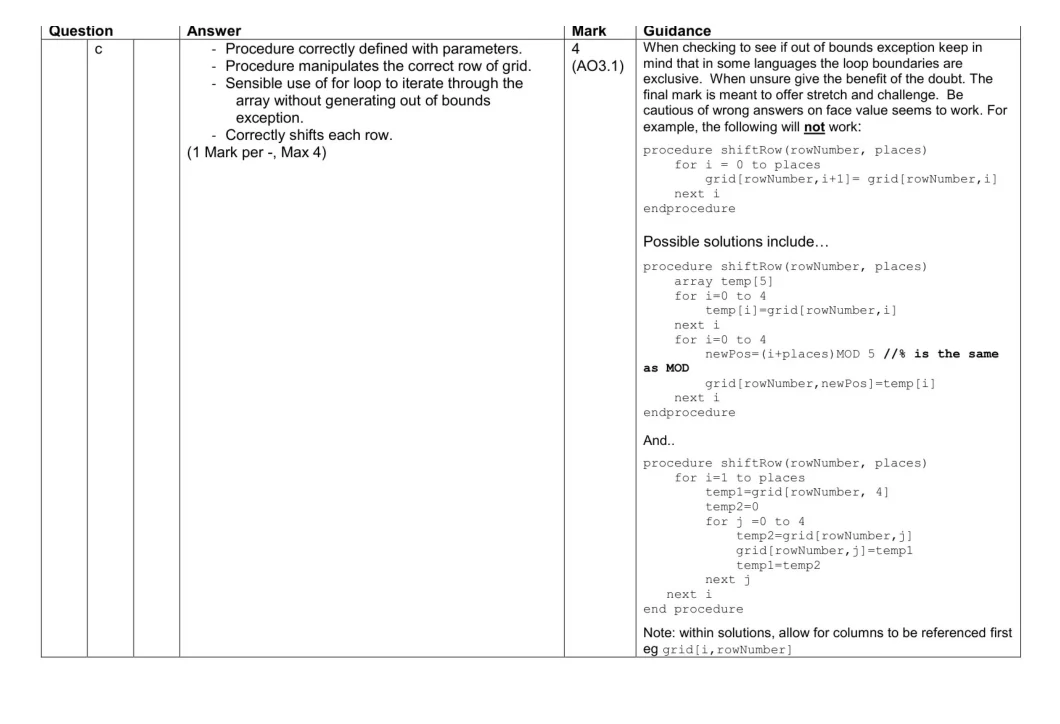 Question Answer Mark Guidance
c - Procedure correctly defined with parameters.
- Procedure manipulates the correct row of grid.
- Sensible use of for loop to iterate through the
array without generating out of bounds
exception.
- Correctly shifts each row.
(1 Mark per -, Max 4)
4
(AO3.1)
When checking to see if out of bounds exception keep in
mind that in some languages the loop boundaries are
exclusive. When unsure give the benefit of the doubt. The
final mark is meant to offer stretch and challenge. Be
cautious of wrong answers on face value seems to work. For
example, the following will not work:
procedure shiftRow(rowNumber, places)
for i = 0 to places
grid[rowNumber,i+1]= grid[rowNumber,i]
next i
endprocedure
Possible solutions include…
procedure shiftRow(rowNumber, places)
array temp[5]
for i=0 to 4
temp[i]=grid[rowNumber,i]
next i
for i=0 to 4
newPos=(i+places)MOD 5 //% is the same
as MOD
grid[rowNumber,newPos]=temp[i]
next i
endprocedure
And..
procedure shiftRow(rowNumber, places)
for i=1 to places
temp1=grid[rowNumber, 4]
temp2=0
for j =0 to 4
temp2=grid[rowNumber,j]
grid[rowNumber,j]=temp1
temp1=temp2
next j
next i
end procedure
Note: within solutions, allow for columns to be referenced first
eg grid[i,rowNumber]